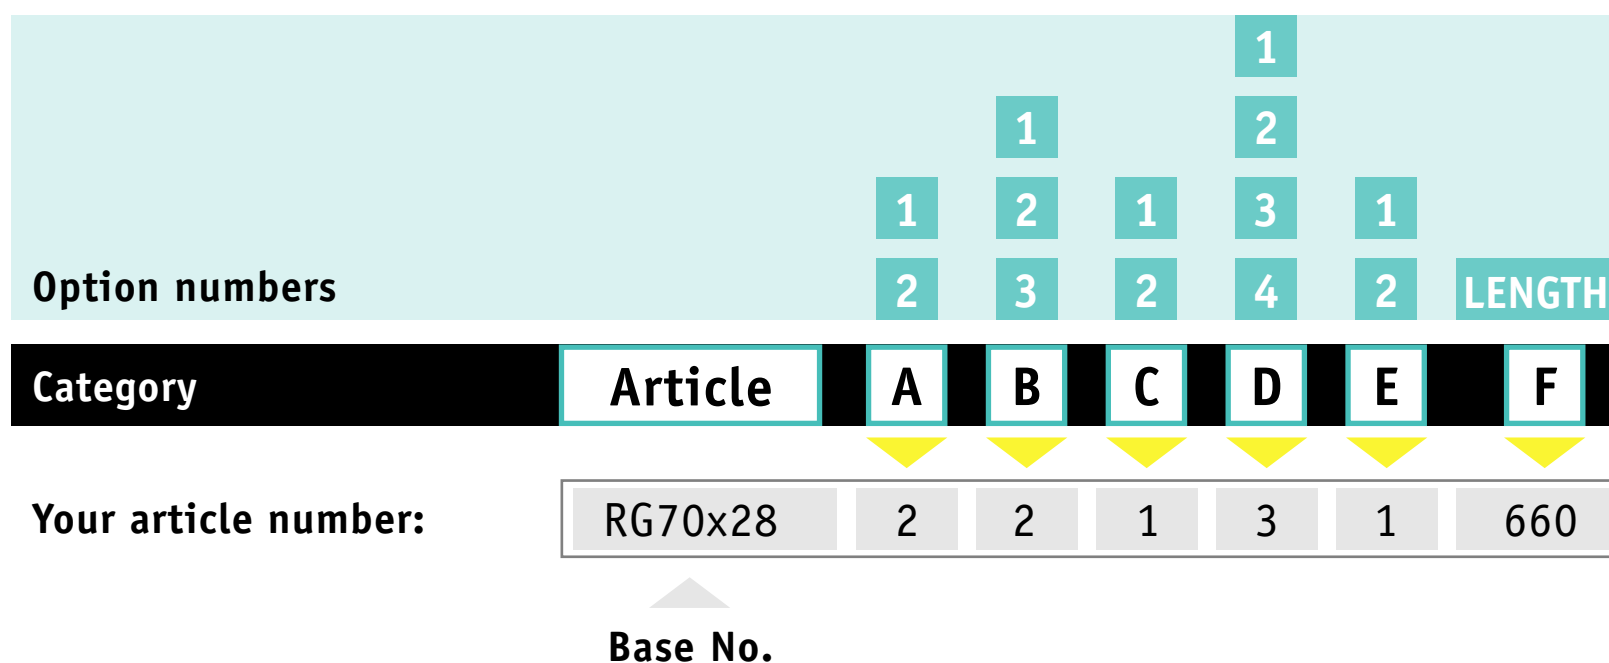 1
1 2
1 2 1 3 1
Option numbers 2 3 2 4 2 LENGTH
Category Article A B C D E F
Your article number: RG70x28 2 2 1 3 1 660
Base No.